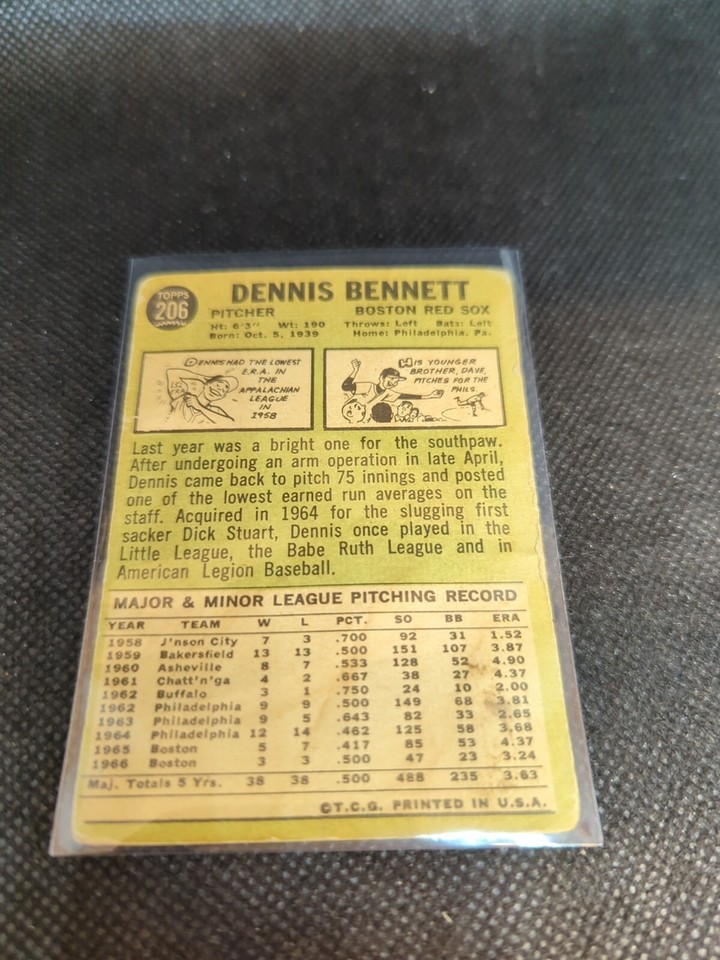 TOPPS
206
DENNIS BENNETT
PITCHER BOSTON RED SOX
Ht: 6'3" Wt: 190 Throws: Left Bats: Left
Born: Oct. 5, 1939 Home: Philadelphia, Pa.
DENNIS HAD THE LOWEST
E.R.A. IN
THE
APPALACHIAN
LEAGUE
IN
1958
HIS YOUNGER
BROTHER, DAVE,
PITCHES FOR THE
PHILS.
Last year was a bright one for the southpaw.
After undergoing an arm operation in late April,
Dennis came back to pitch 75 innings and posted
one of the lowest earned run averages on the
staff. Acquired in 1964 for the slugging first
sacker Dick Stuart, Dennis once played in the
Little League, the Babe Ruth League and in
American Legion Baseball.
MAJOR & MINOR LEAGUE PITCHING RECORD
YEAR TEAM W L PCT. SO BB ERA
1958 J'nson City 7 3 .700 92 31 1.52
1959 Bakersfield 13 13 .500 151 107 3.87
1960 Asheville 8 7 .533 128 52 4.90
1961 Chatt'n'ga 4 2 .667 38 27 4.37
1962 Buffalo 3 1 .750 24 10 2.00
1962 Philadelphia 9 9 .500 149 68 3.81
1963 Philadelphia 9 5 .643 82 33 2.65
1964 Philadelphia 12 14 .462 125 58 3.68
1965 Boston 5 7 .417 85 53 4.37
1966 Boston 3 3 .500 47 23 3.24
Maj. Totals 5 Yrs. 38 38 .500 488 235 3.63
©T.C.G. PRINTED IN U.S.A.